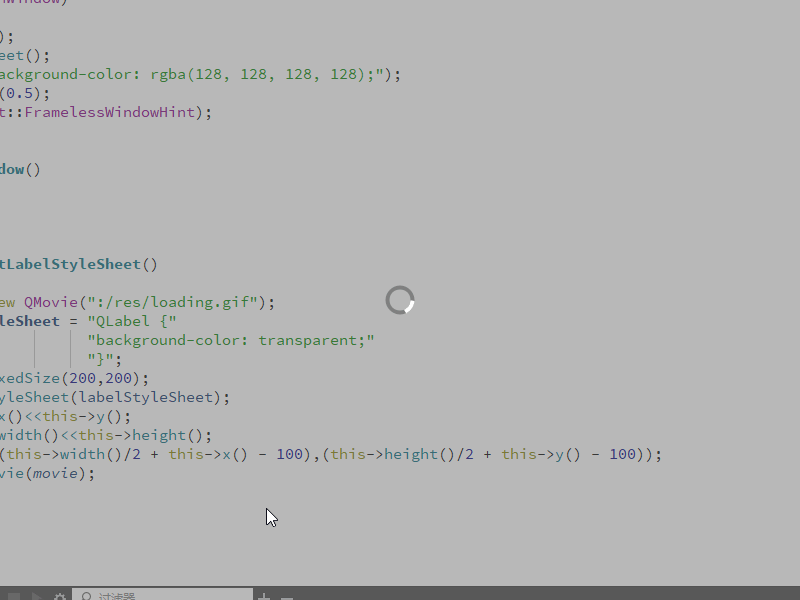 );
eet();
ackground-color: rgba(128, 128, 128, 128);");
(0.5);
t::FramelessWindowHint);
dow()
tLabelStyleSheet()
ew QMovie(":/res/loading.gif");
leSheet = "QLabel {"
"background-color: transparent;"
"}";
xedSize(200,200);
yleSheet(labelStyleSheet);
x()<<this->y();
width()<<this->height();
(this->width()/2 + this->x() - 100),(this->height()/2 + this->y() - 100));
vie(movie);
过滤器